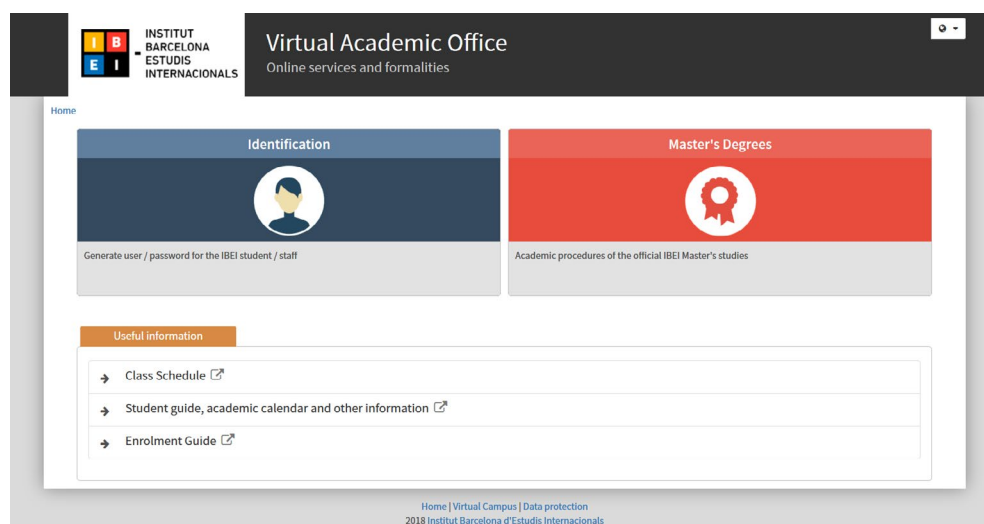 I B
E I
INSTITUT
BARCELONA
ESTUDIS
INTERNACIONALS
Virtual Academic Office
Online services and formalities
Home
Identification
Generate user / password for the IBEI student / staff
Master's Degrees
Academic procedures of the official IBEI Master's studies
Useful information
Class Schedule
Student guide, academic calendar and other information
Enrolment Guide
Home | Virtual Campus | Data protection
2018 Institut Barcelona d'Estudis Internacionals